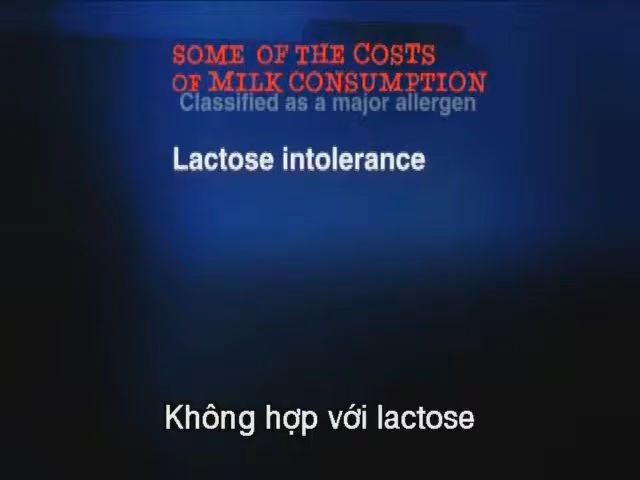 SOME OF THE COSTS
OF MILK CONSUMPTION
Classified as a major allergen
Lactose intolerance
Không hợp với lactose